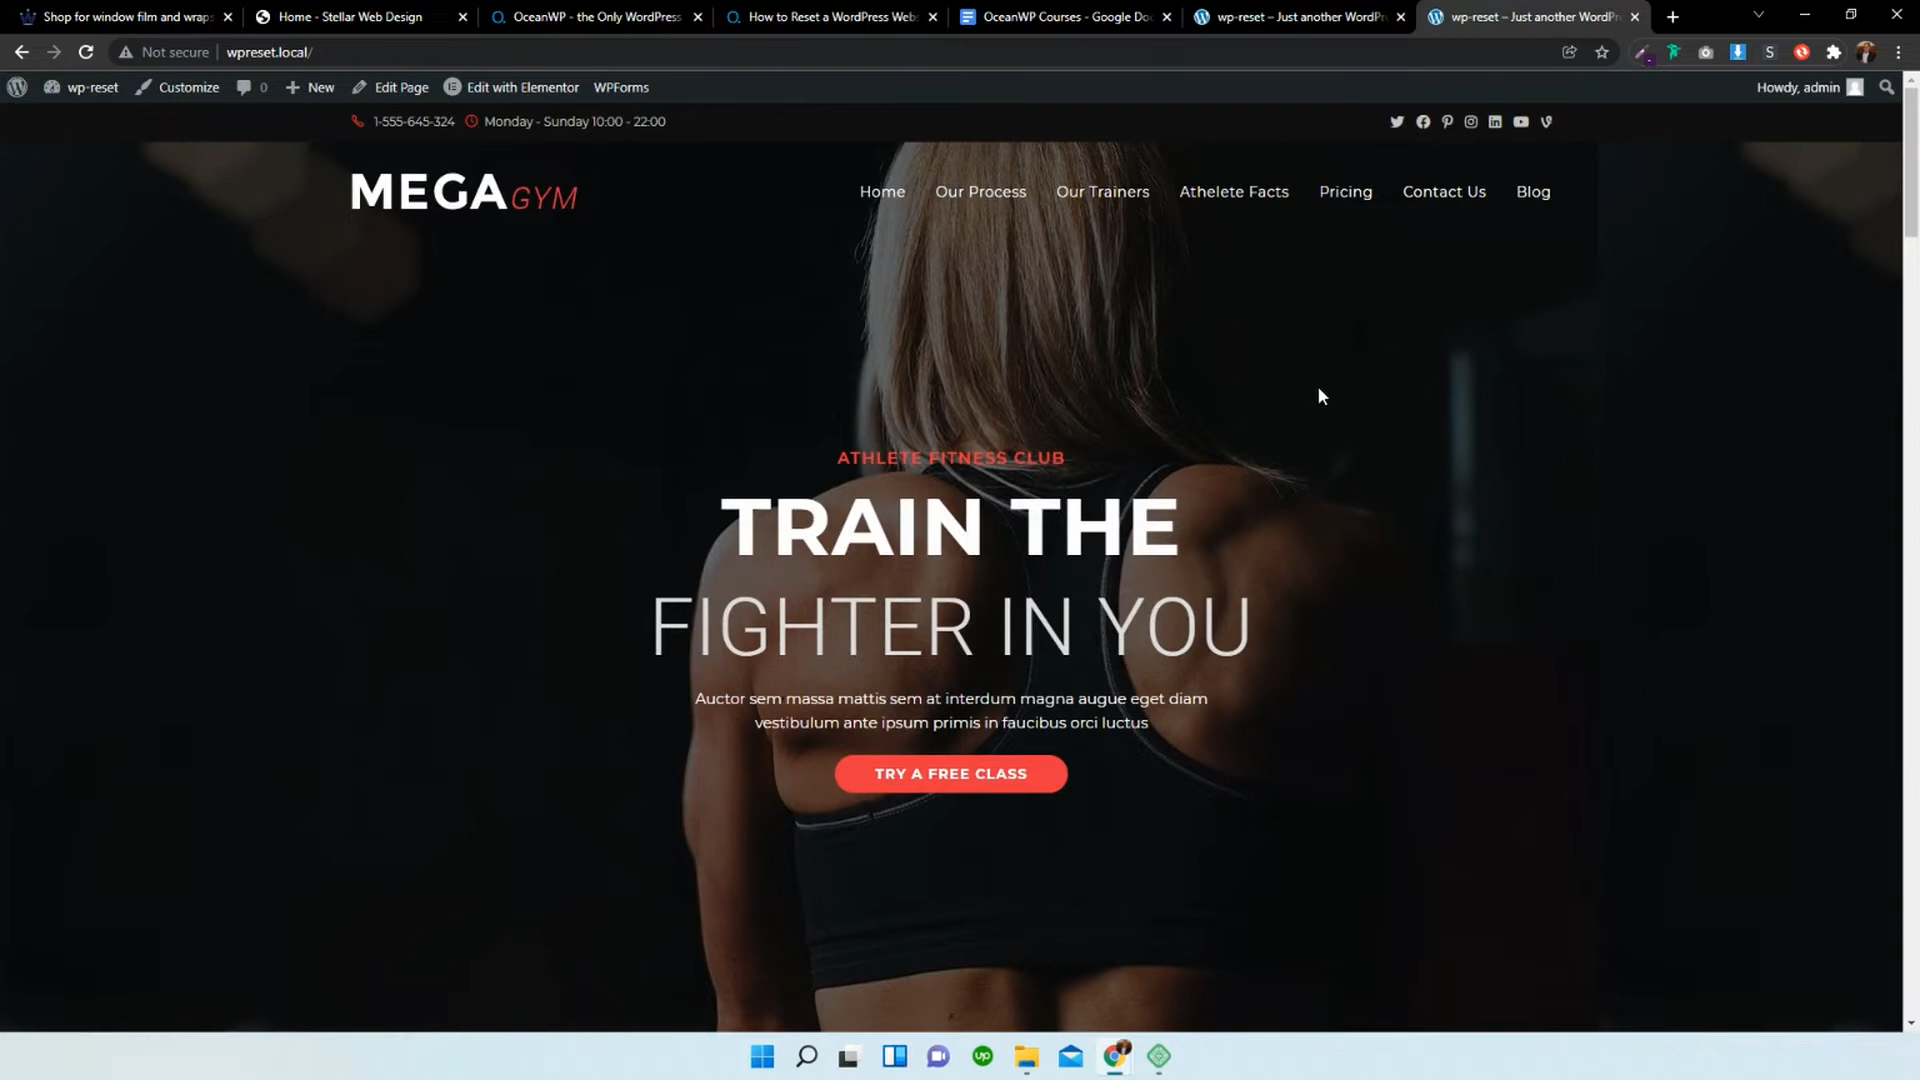 Shop for window film and wraps
Home - Stellar Web Design
OceanWP - the Only WordPress
How to Reset a WordPress Web
OceanWP Courses - Google Do
wp-reset – Just another WordPr
wp-reset – Just another WordPr
Not secure
wpreset.local/
wp-reset
Customize
0
New
Edit Page
Edit with Elementor
WPForms
Howdy, admin
1-555-645-324
Monday - Sunday 10:00 - 22:00
MEGAGYM
Home
Our Process
Our Trainers
Athelete Facts
Pricing
Contact Us
Blog
ATHLETE FITNESS CLUB
TRAIN THE
FIGHTER IN YOU
Auctor sem massa mattis sem at interdum magna augue eget diam
vestibulum ante ipsum primis in faucibus orci luctus
TRY A FREE CLASS